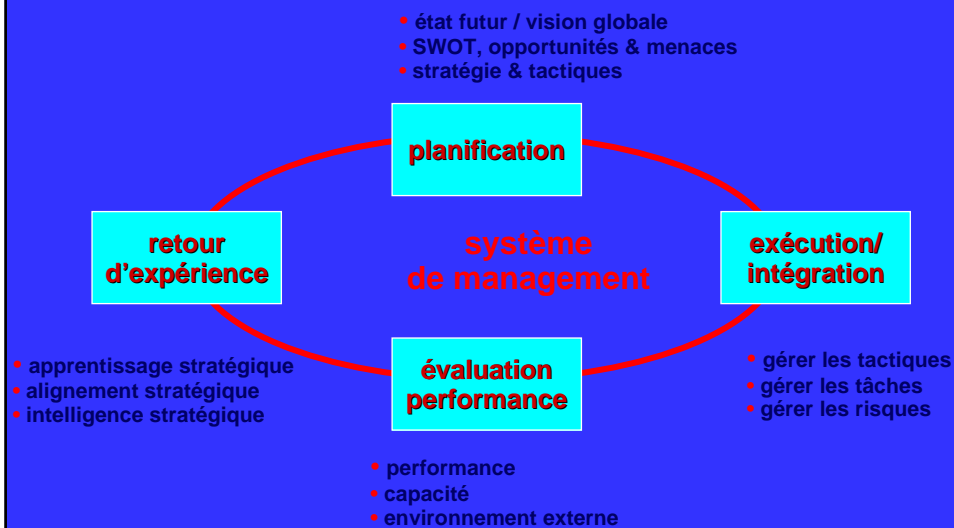 • état futur / vision globale
• SWOT, opportunités & menaces
• stratégie & tactiques
planification
retour
d’expérience
système
de management
exécution/
intégration
évaluation
performance
• apprentissage stratégique
• alignement stratégique
• intelligence stratégique
• gérer les tactiques
• gérer les tâches
• gérer les risques
• performance
• capacité
• environnement externe